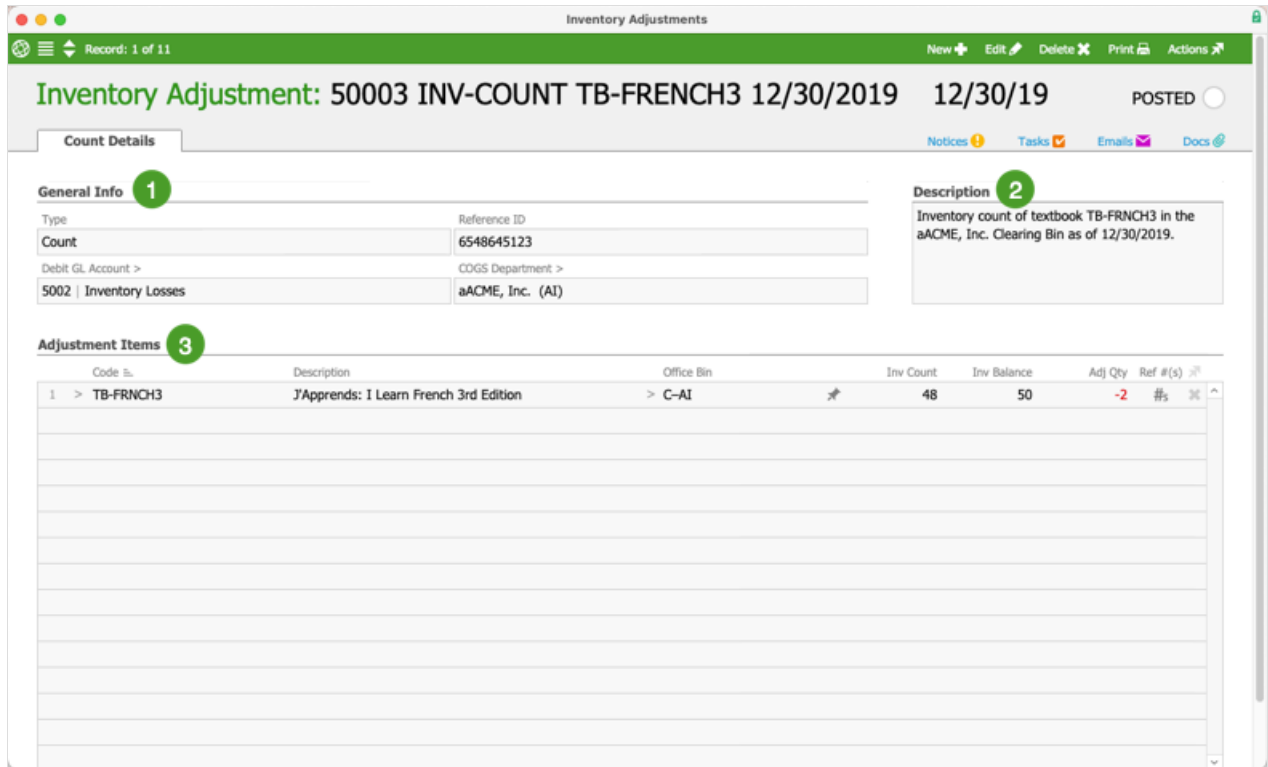 Inventory Adjustments
Record: 1 of 11 New Edit Delete Print Actions
Inventory Adjustment: 50003 INV-COUNT TB-FRENCH3 12/30/2019 12/30/19 POSTED
Count Details Notices Tasks Emails Docs
General Info 1 Description 2
Type Reference ID
Count 6548645123
Inventory count of textbook TB-FRNCH3 in the
aACME, Inc. Clearing Bin as of 12/30/2019.
Debit GL Account > COGS Department >
5002 | Inventory Losses aACME, Inc. (AI)
Adjustment Items 3
Code Description Office Bin Inv Count Inv Balance Adj Qty Ref #(s)
1 > TB-FRNCH3 J'Apprends: I Learn French 3rd Edition > C–AI 48 50 -2 #s